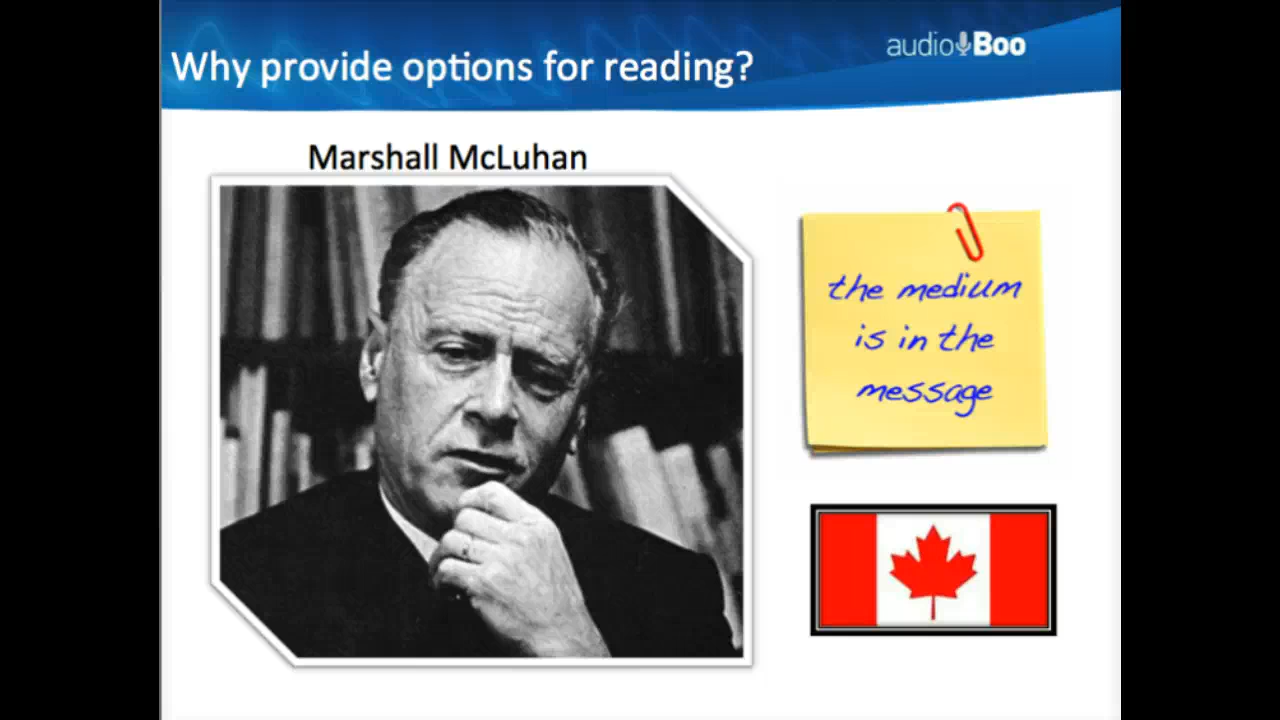 Why provide options for reading?
audioBoo
Marshall McLuhan
the medium
is in the
message